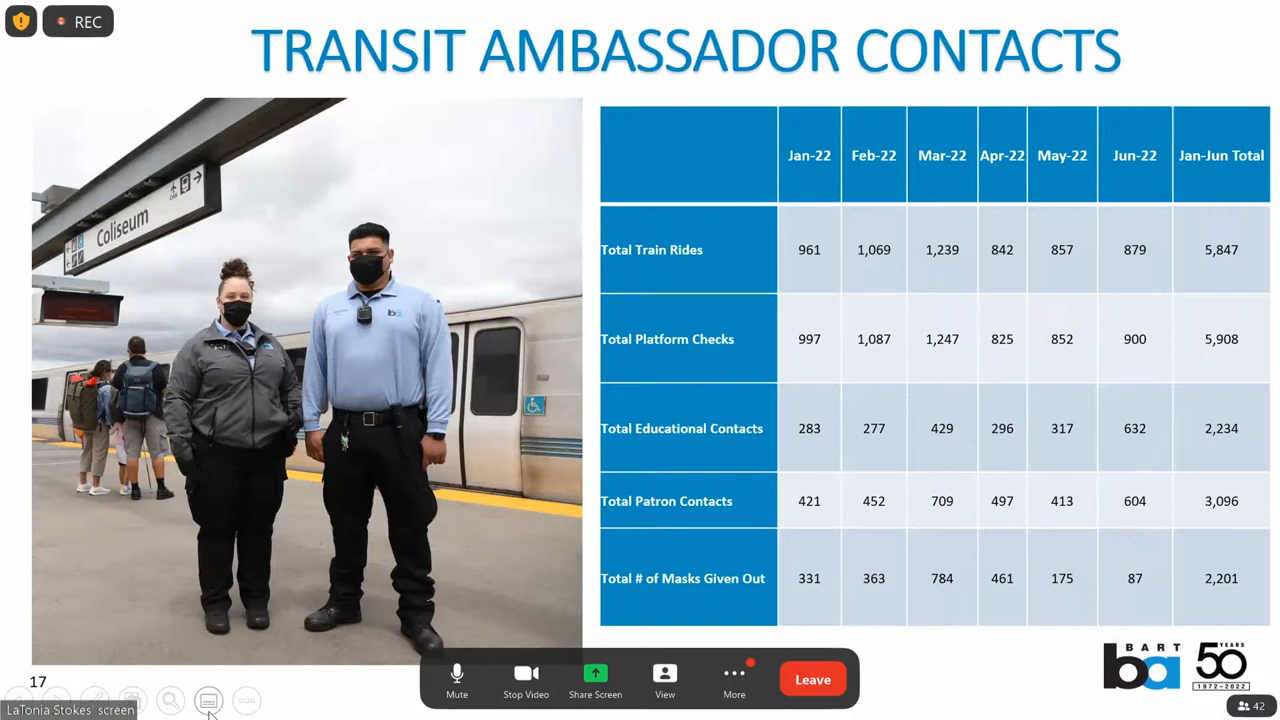 REC
TRANSIT AMBASSADOR CONTACTS
Coliseum
OAK
ba
Jan-22 Feb-22 Mar-22 Apr-22 May-22 Jun-22 Jan-Jun Total
Total Train Rides 961 1,069 1,239 842 857 879 5,847
Total Platform Checks 997 1,087 1,247 825 852 900 5,908
Total Educational Contacts 283 277 429 296 317 632 2,234
Total Patron Contacts 421 452 709 497 413 604 3,096
Total # of Masks Given Out 331 363 784 461 175 87 2,201
BART
ba
50 YEARS
1972-2022
17
LaTonia Stokes' screen
Mute Stop Video Share Screen View More Leave
42